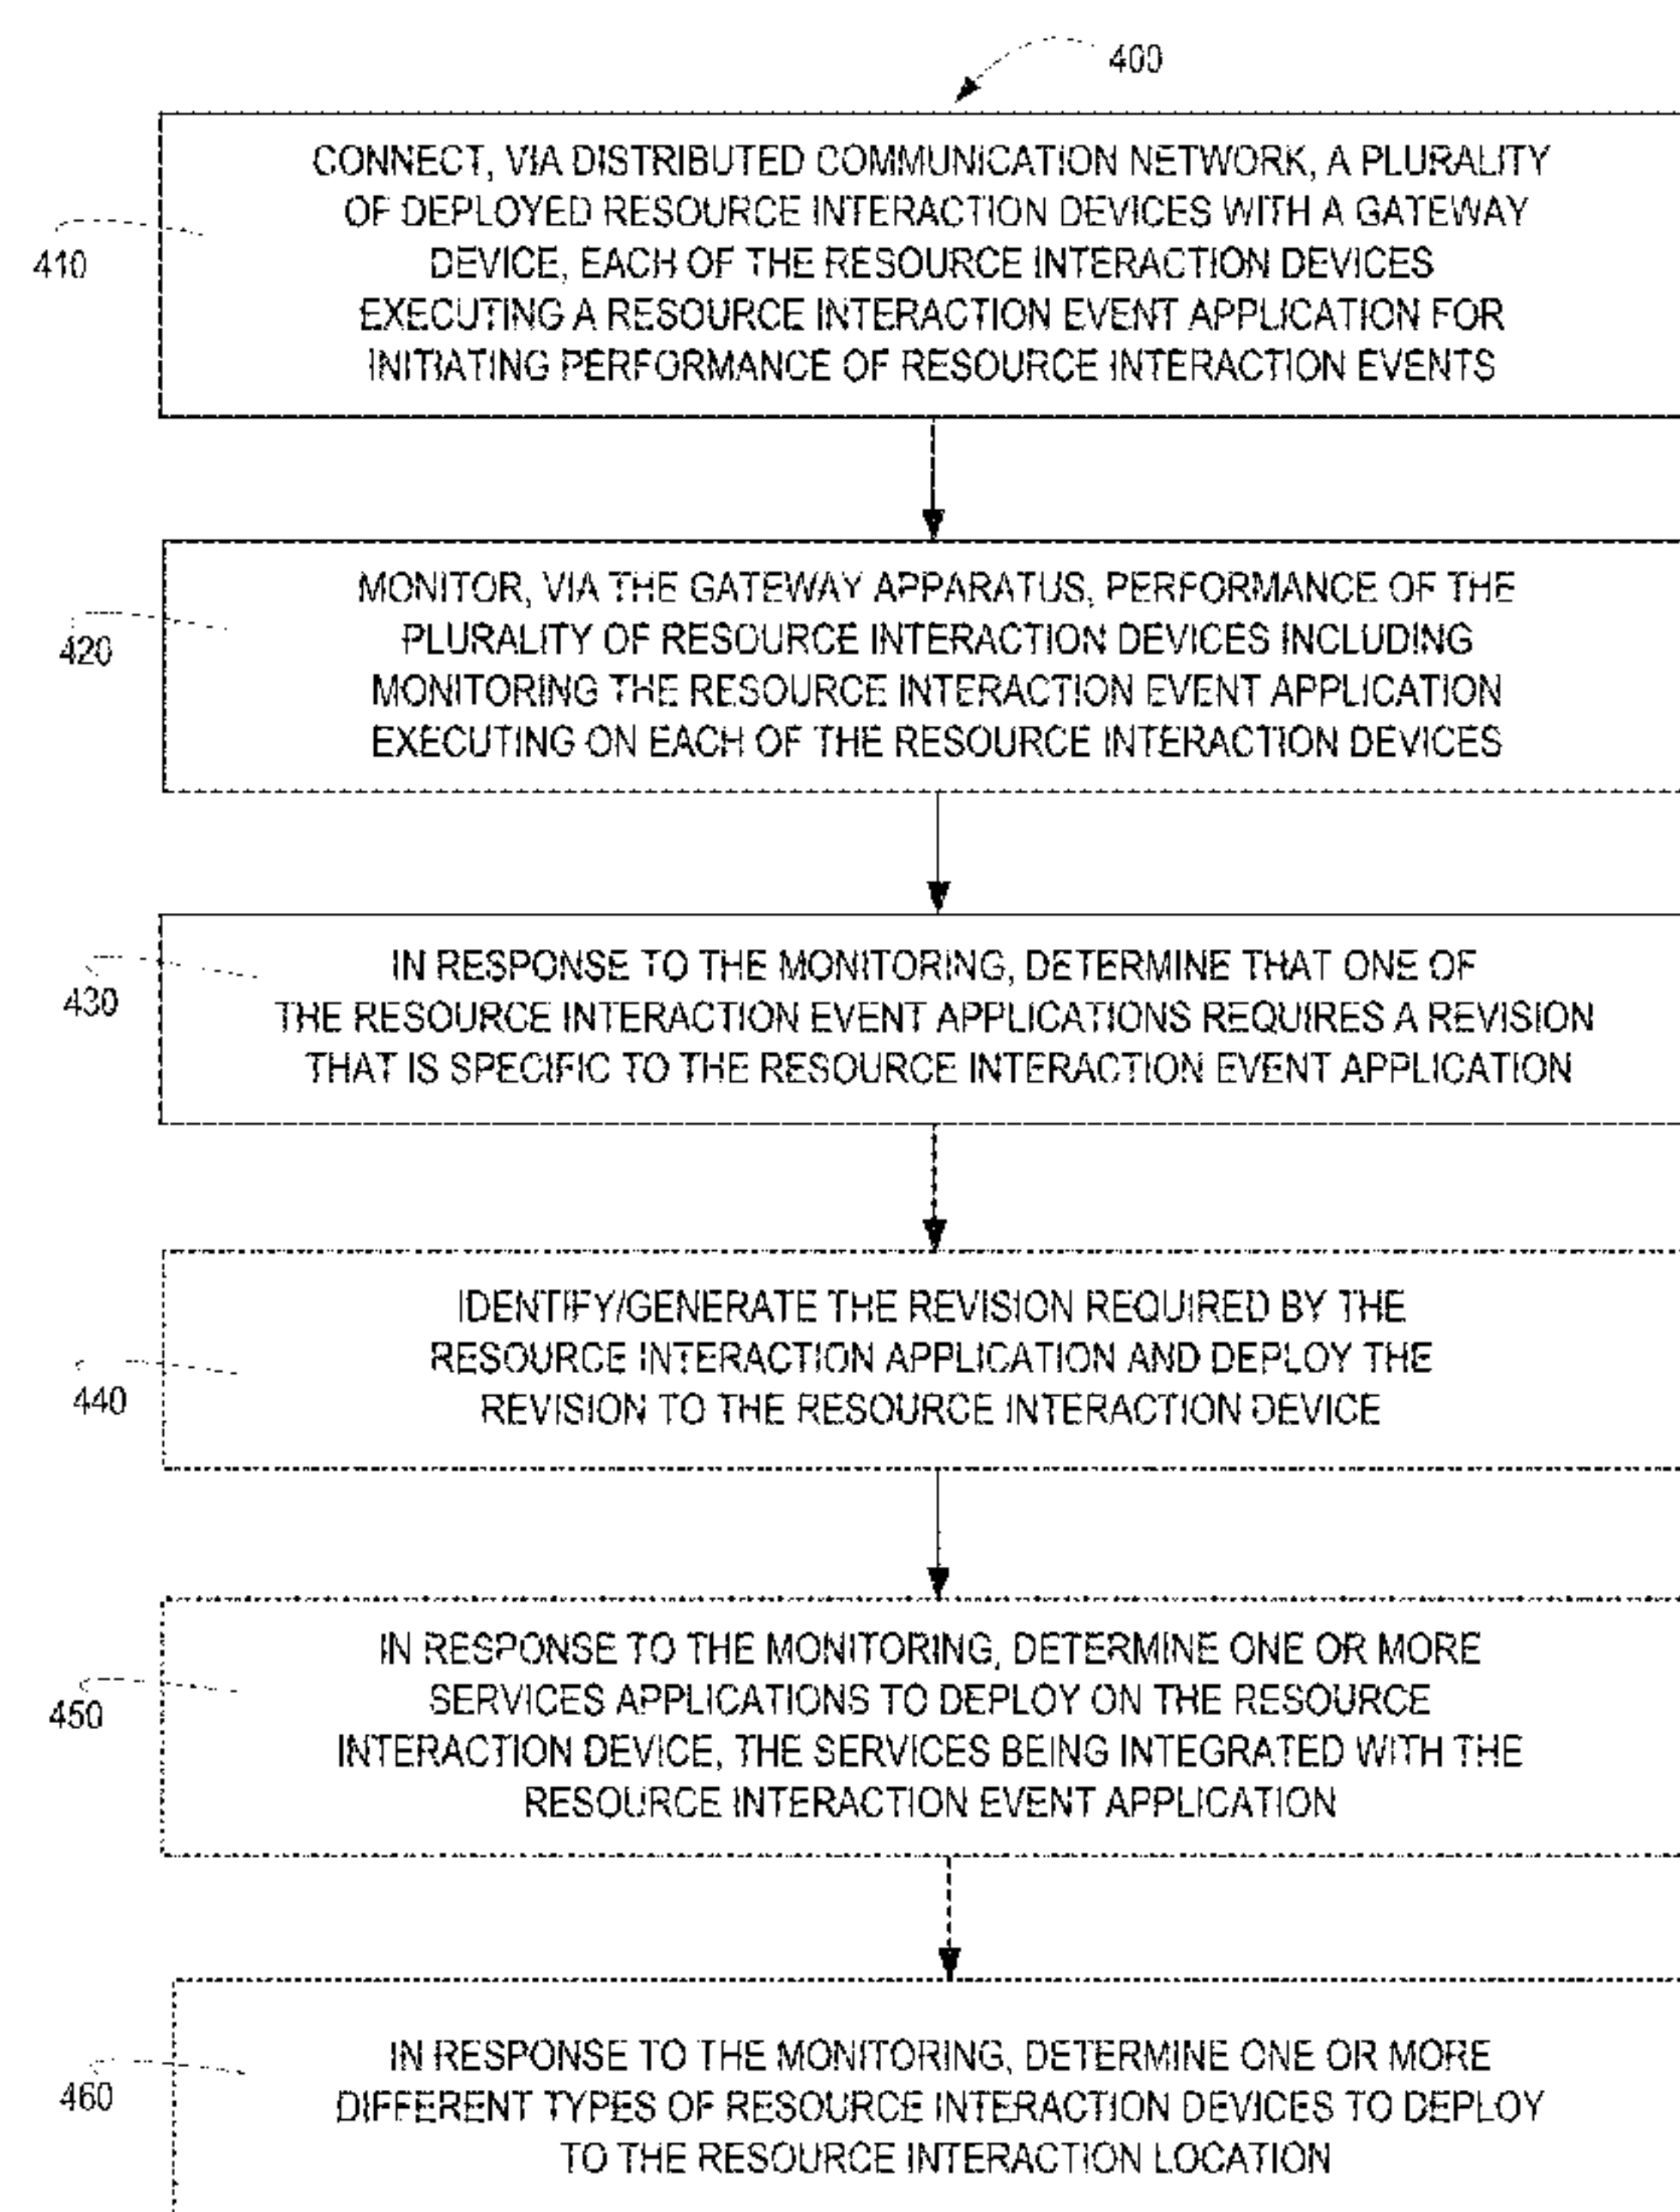 400
410
CONNECT, VIA DISTRIBUTED COMMUNICATION NETWORK, A PLURALITY
OF DEPLOYED RESOURCE INTERACTION DEVICES WITH A GATEWAY
DEVICE, EACH OF THE RESOURCE INTERACTION DEVICES
EXECUTING A RESOURCE INTERACTION EVENT APPLICATION FOR
INITIATING PERFORMANCE OF RESOURCE INTERACTION EVENTS
420
MONITOR, VIA THE GATEWAY APPARATUS, PERFORMANCE OF THE
PLURALITY OF RESOURCE INTERACTION DEVICES INCLUDING
MONITORING THE RESOURCE INTERACTION EVENT APPLICATION
EXECUTING ON EACH OF THE RESOURCE INTERACTION DEVICES
430
IN RESPONSE TO THE MONITORING, DETERMINE THAT ONE OF
THE RESOURCE INTERACTION EVENT APPLICATIONS REQUIRES A REVISION
THAT IS SPECIFIC TO THE RESOURCE INTERACTION EVENT APPLICATION
440
IDENTIFY/GENERATE THE REVISION REQUIRED BY THE
RESOURCE INTERACTION APPLICATION AND DEPLOY THE
REVISION TO THE RESOURCE INTERACTION DEVICE
450
IN RESPONSE TO THE MONITORING, DETERMINE ONE OR MORE
SERVICES APPLICATIONS TO DEPLOY ON THE RESOURCE
INTERACTION DEVICE, THE SERVICES BEING INTEGRATED WITH THE
RESOURCE INTERACTION EVENT APPLICATION
460
IN RESPONSE TO THE MONITORING, DETERMINE ONE OR MORE
DIFFERENT TYPES OF RESOURCE INTERACTION DEVICES TO DEPLOY
TO THE RESOURCE INTERACTION LOCATION